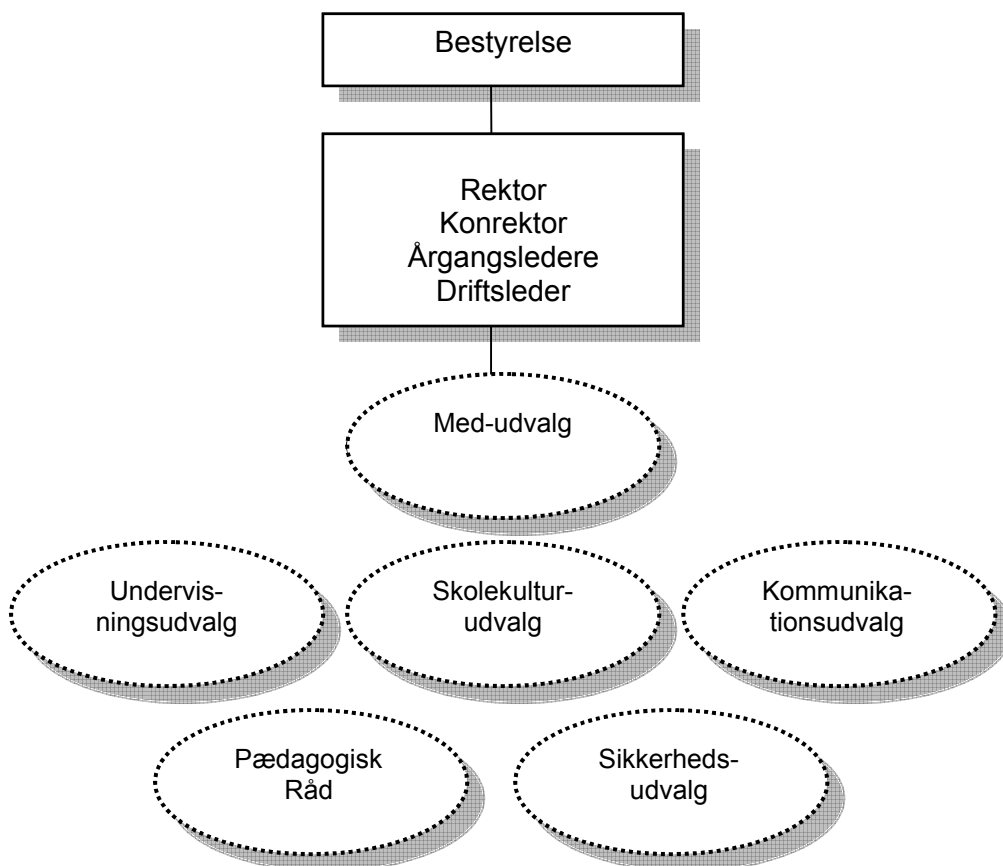 Bestyrelse
Rektor
Konrektor
Årgangsledere
Driftsleder
Med-udvalg
Undervis-
ningsudvalg
Skolekultur-
udvalg
Kommunika-
tionsudvalg
Pædagogisk
Råd
Sikkerheds-
udvalg